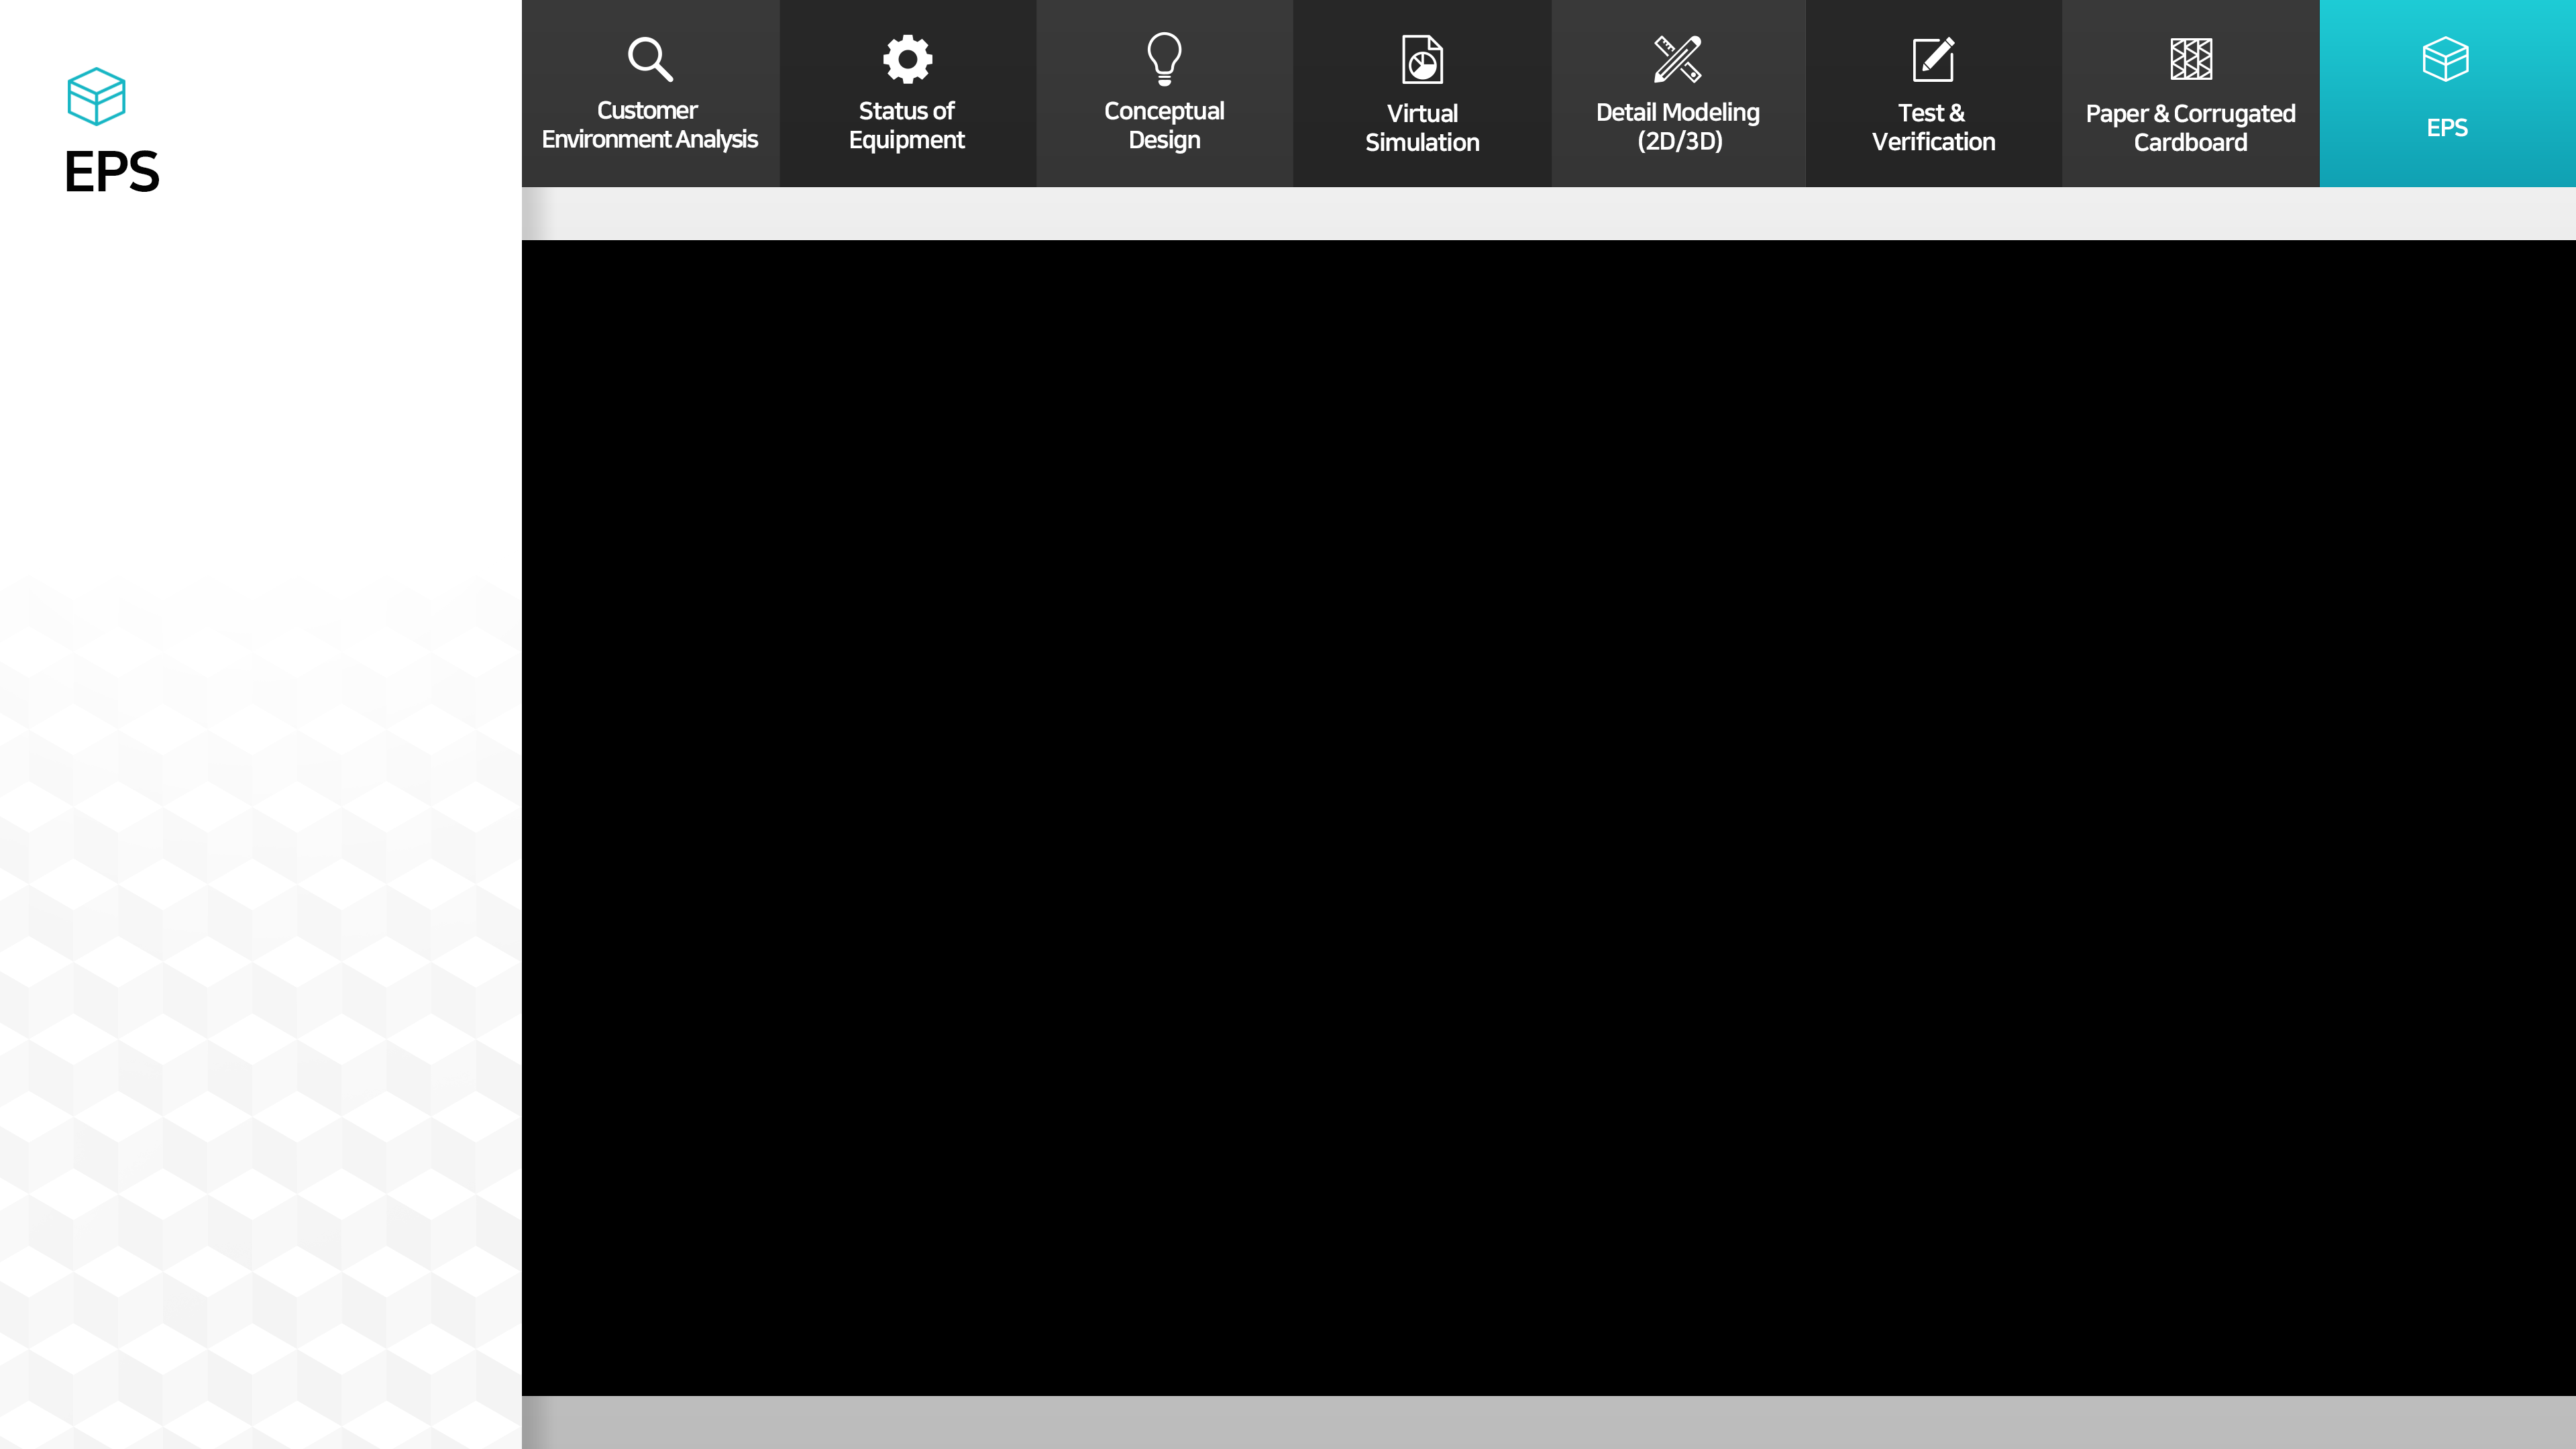 EPS
Customer
Environment Analysis
Status of
Equipment
Conceptual
Design
Virtual
Simulation
Detail Modeling
(2D/3D)
Test &
Verification
Paper & Corrugated
Cardboard
EPS